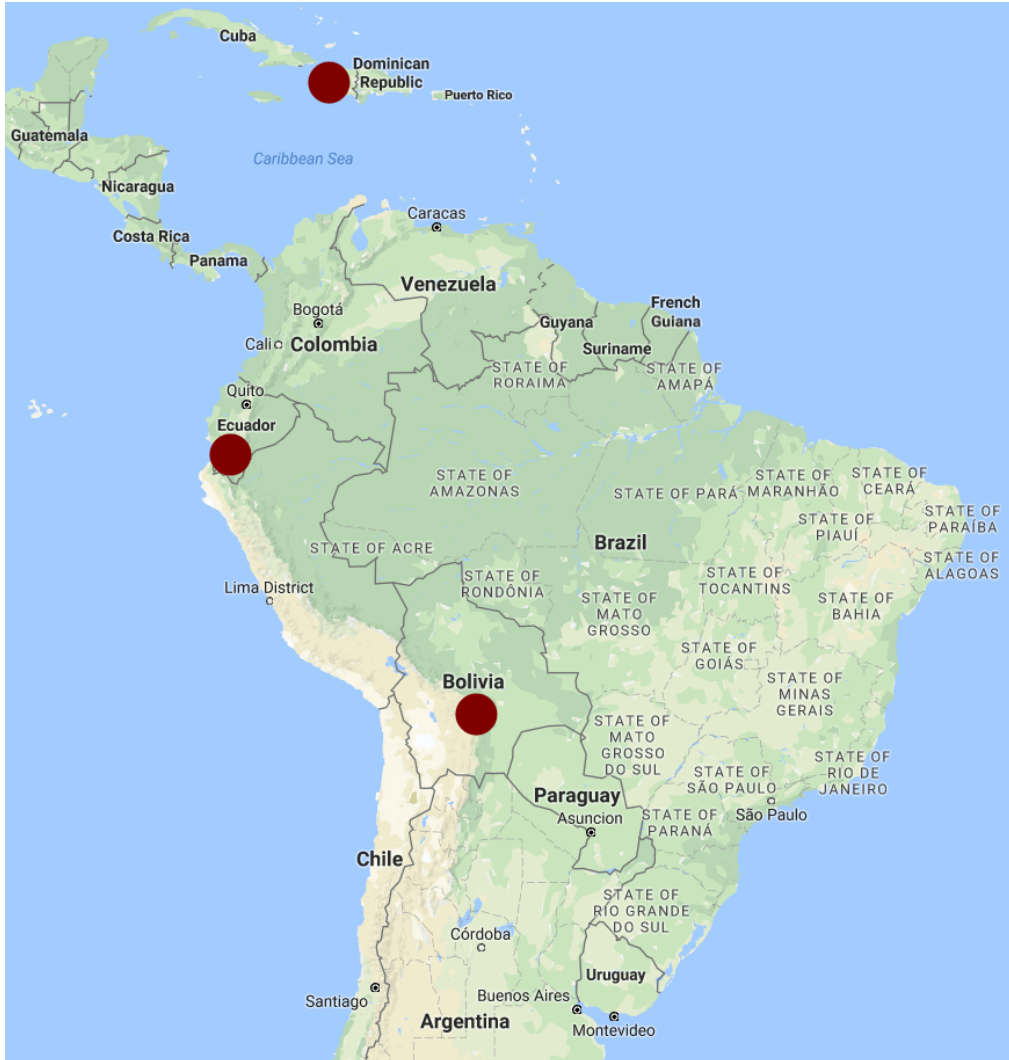 Cuba
Dominican
Republic
Puerto Rico
Guatemala
Caribbean Sea
Nicaragua
Caracas
Costa Rica
Panama
Venezuela
Bogotá
French
Guiana
Guyana
Cali
Colombia
Suriname
STATE OF
RORAIMA
STATE OF
AMAPÁ
Quito
Ecuador
STATE OF
AMAZONAS
STATE OF PARÁ
STATE OF
MARANHÃO
STATE OF
CEARÁ
STATE OF
PARAÍBA
STATE OF
PIAUÍ
STATE OF ACRE
Brazil
STATE OF
ALAGOAS
Lima District
STATE OF
RONDÔNIA
STATE OF
TOCANTINS
STATE OF
MATO
GROSSO
STATE OF
BAHIA
STATE OF
GOIÁS
Bolivia
STATE OF
MINAS
GERAIS
STATE OF
MATO
GROSSO
DO SUL
STATE OF
RIO DE
JANEIRO
STATE OF
SÃO PAULO
Paraguay
Asuncion
STATE OF
PARANÁ
São Paulo
Chile
STATE OF
RIO GRANDE
DO SUL
Córdoba
Uruguay
Santiago
Buenos Aires
Argentina
Montevideo